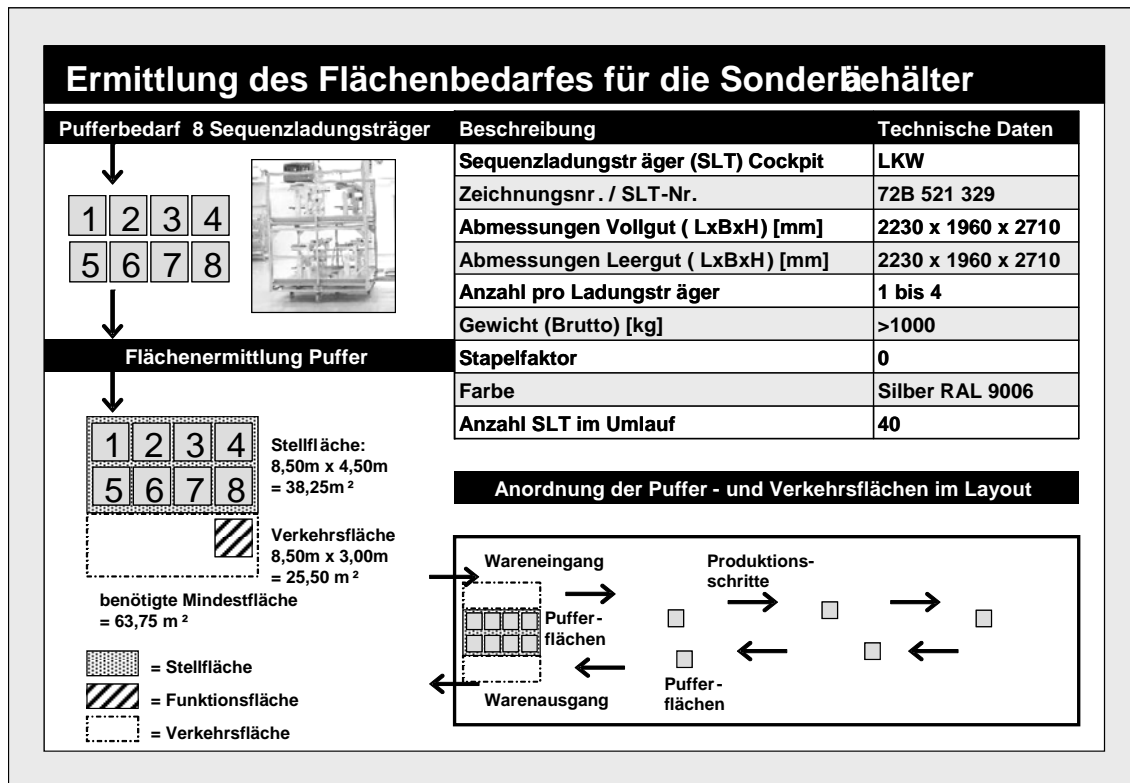 Ermittlung des Flächenbedarfes für die Sonderbehälter
Pufferbedarf 8 Sequenzladungsträger
1 2 3 4
5 6 7 8
Flächenermittlung Puffer
1 2 3 4
5 6 7 8
Stellfläche:
8,50m x 4,50m
= 38,25m²
Verkehrsfläche
8,50m x 3,00m
= 25,50 m²
benötigte Mindestfläche
= 63,75 m²
= Stellfläche
= Funktionsfläche
= Verkehrsfläche
Beschreibung Technische Daten
Sequenzladungstr äger (SLT) Cockpit LKW
Zeichnungsnr. / SLT-Nr. 72B 521 329
Abmessungen Vollgut ( LxBxH) [mm] 2230 x 1960 x 2710
Abmessungen Leergut ( LxBxH) [mm] 2230 x 1960 x 2710
Anzahl pro Ladungstr äger 1 bis 4
Gewicht (Brutto) [kg] >1000
Stapelfaktor 0
Farbe Silber RAL 9006
Anzahl SLT im Umlauf 40
Anordnung der Puffer - und Verkehrsflächen im Layout
Wareneingang
Produktions-
schritte
Puffer-
flächen
Puffer-
flächen
Warenausgang